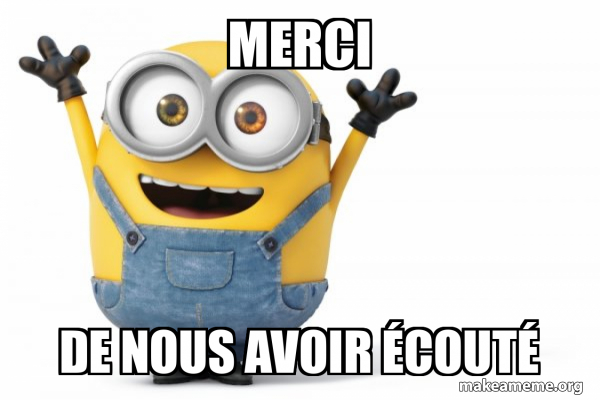 MERCI
DE NOUS AVOIR ÉCOUTÉ
makeameme.org